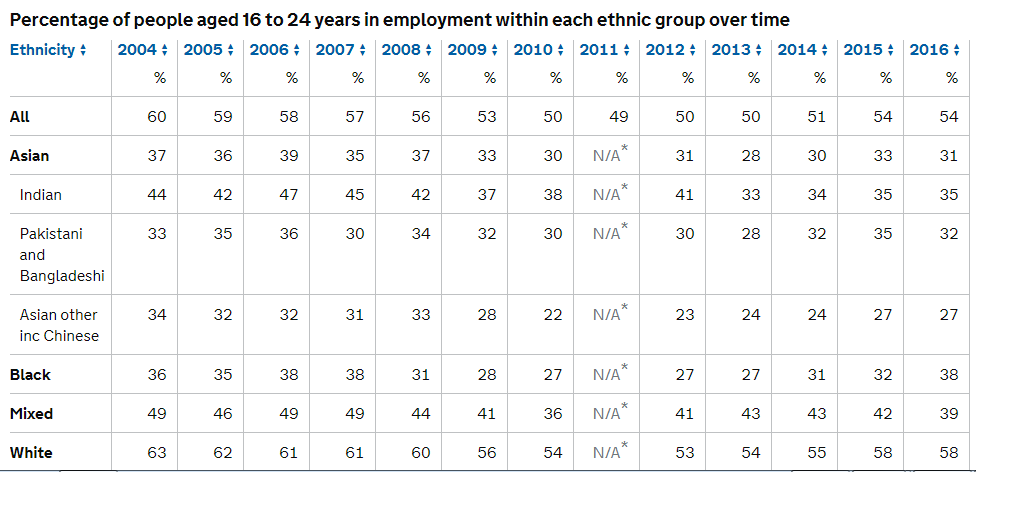 Percentage of people aged 16 to 24 years in employment within each ethnic group over time
Ethnicity 2004 2005 2006 2007 2008 2009 2010 2011 2012 2013 2014 2015 2016
% % % % % % % % % % % % %
All 60 59 58 57 56 53 50 49 50 50 51 54 54
Asian 37 36 39 35 37 33 30 N/A* 31 28 30 33 31
Indian 44 42 47 45 42 37 38 N/A* 41 33 34 35 35
Pakistani 33 35 36 30 34 32 30 N/A* 30 28 32 35 32
and
Bangladeshi
Asian other 34 32 32 31 33 28 22 N/A* 23 24 24 27 27
inc Chinese
Black 36 35 38 38 31 28 27 N/A* 27 27 31 32 38
Mixed 49 46 49 49 44 41 36 N/A* 41 43 43 42 39
White 63 62 61 61 60 56 54 N/A* 53 54 55 58 58